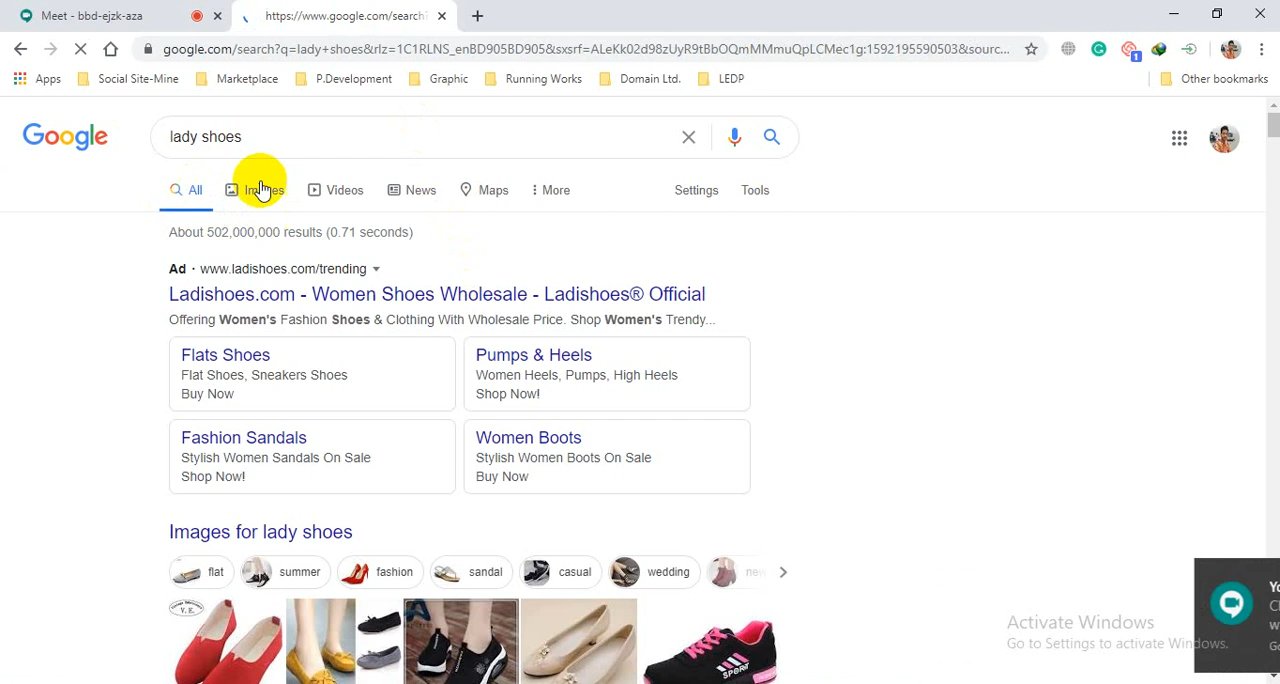 Meet - bbd-ejzk-aza
https://www.google.com/search?
google.com/search?q=lady+shoes&rlz=1C1RLNS_enBD905BD905&sxsrf=ALeKk02d98zUyR9tBbOQmMMmuQpLCMec1g:1592195590503&sourc...
1
Apps
Social Site-Mine
Marketplace
P.Development
Graphic
Running Works
Domain Ltd.
LEDP
Other bookmarks
Google
lady shoes
All
Images
Videos
News
Maps
More
Settings
Tools
About 502,000,000 results (0.71 seconds)
Ad · www.ladishoes.com/trending
Ladishoes.com - Women Shoes Wholesale - Ladishoes® Official
Offering Women's Fashion Shoes & Clothing With Wholesale Price. Shop Women's Trendy...
Flats Shoes
Flat Shoes, Sneakers Shoes
Buy Now
Pumps & Heels
Women Heels, Pumps, High Heels
Shop Now!
Fashion Sandals
Stylish Women Sandals On Sale
Shop Now!
Women Boots
Stylish Women Boots On Sale
Buy Now
Images for lady shoes
flat
summer
fashion
sandal
casual
wedding
SPORT
Activate Windows
Go to Settings to activate Windows.